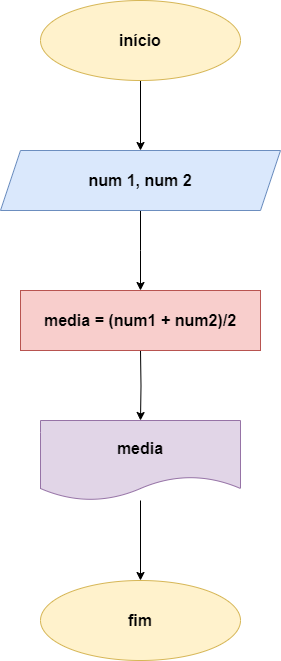 início
num 1, num 2
media = (num1 + num2)/2
media
fim